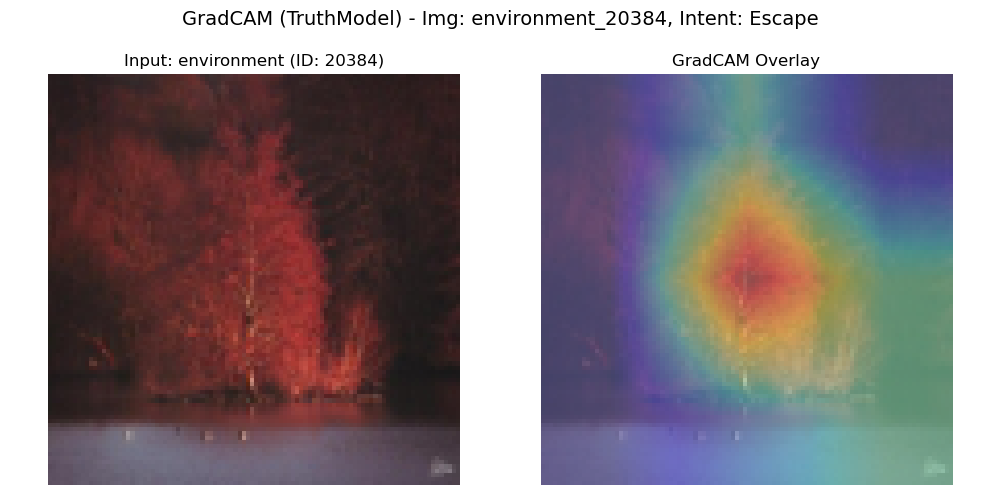 GradCAM (TruthModel) - Img: environment_20384, Intent: Escape
Input: environment (ID: 20384)
GradCAM Overlay